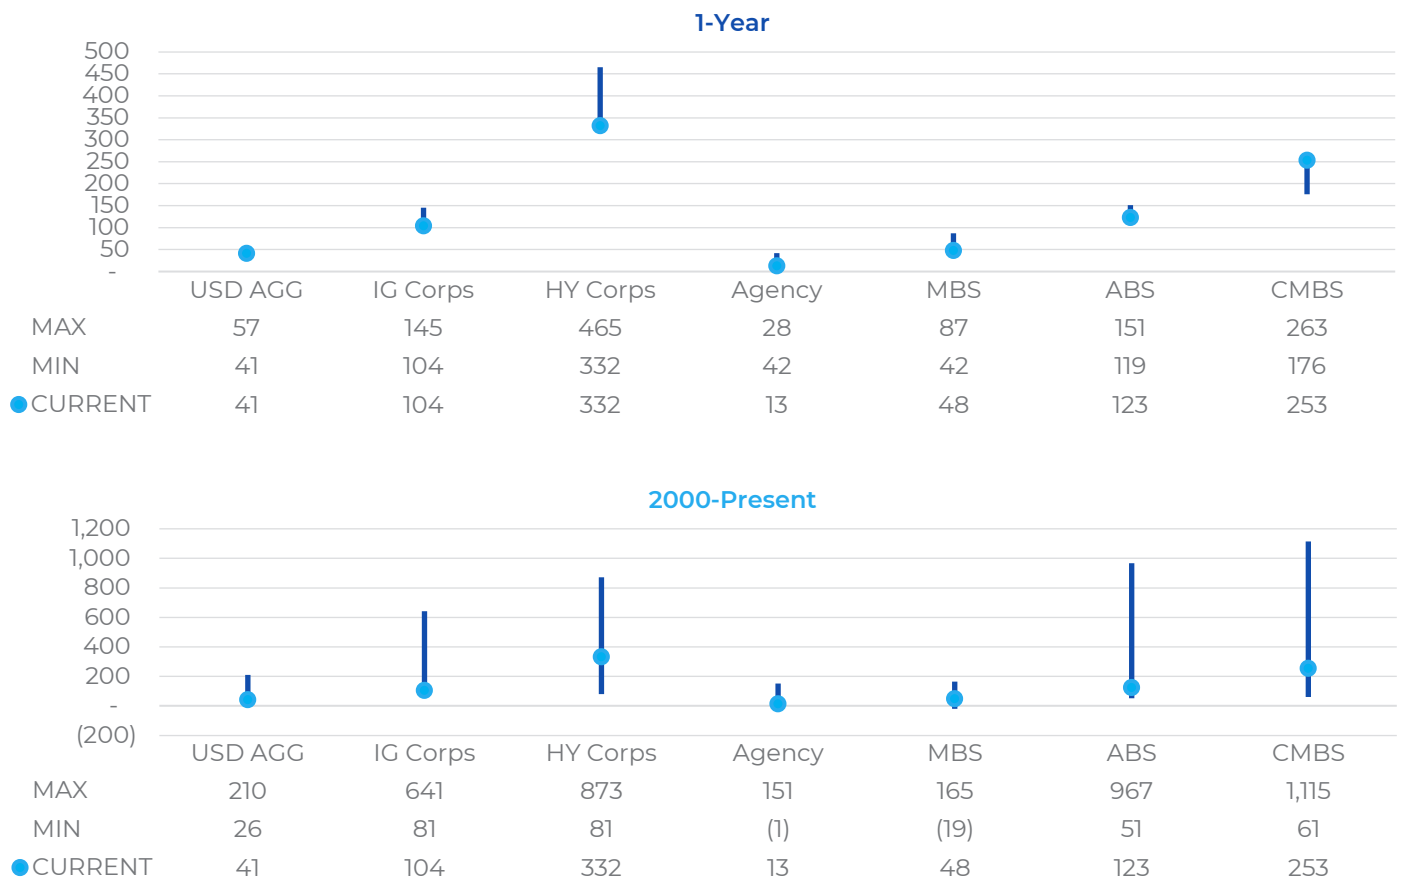 1-Year
500
450
400
350
300
250
200
150
100
50
-
USD AGG IG Corps HY Corps Agency MBS ABS CMBS
MAX 57 145 465 28 87 151 263
MIN 41 104 332 42 42 119 176
CURRENT 41 104 332 13 48 123 253
2000-Present
1,200
1,000
800
600
400
200
-
(200)
USD AGG IG Corps HY Corps Agency MBS ABS CMBS
MAX 210 641 873 151 165 967 1,115
MIN 26 81 81 (1) (19) 51 61
CURRENT 41 104 332 13 48 123 253